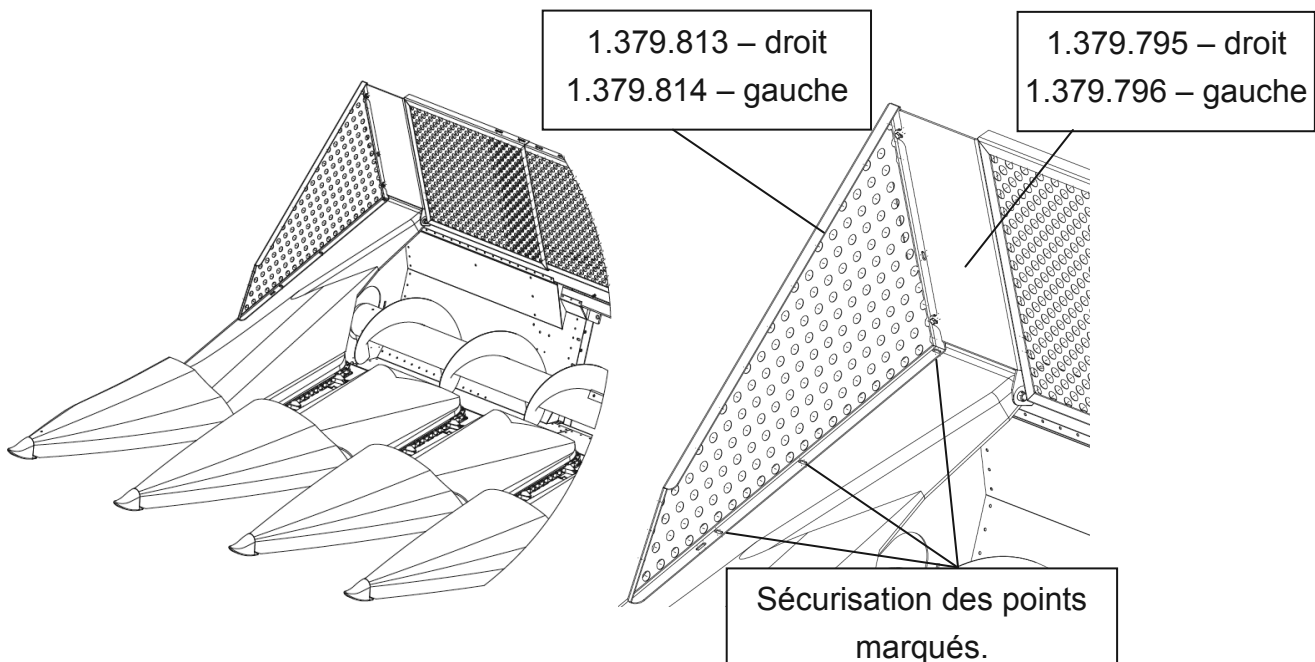 1.379.813 – droit
1.379.814 – gauche
1.379.795 – droit
1.379.796 – gauche
Sécurisation des points
marqués.